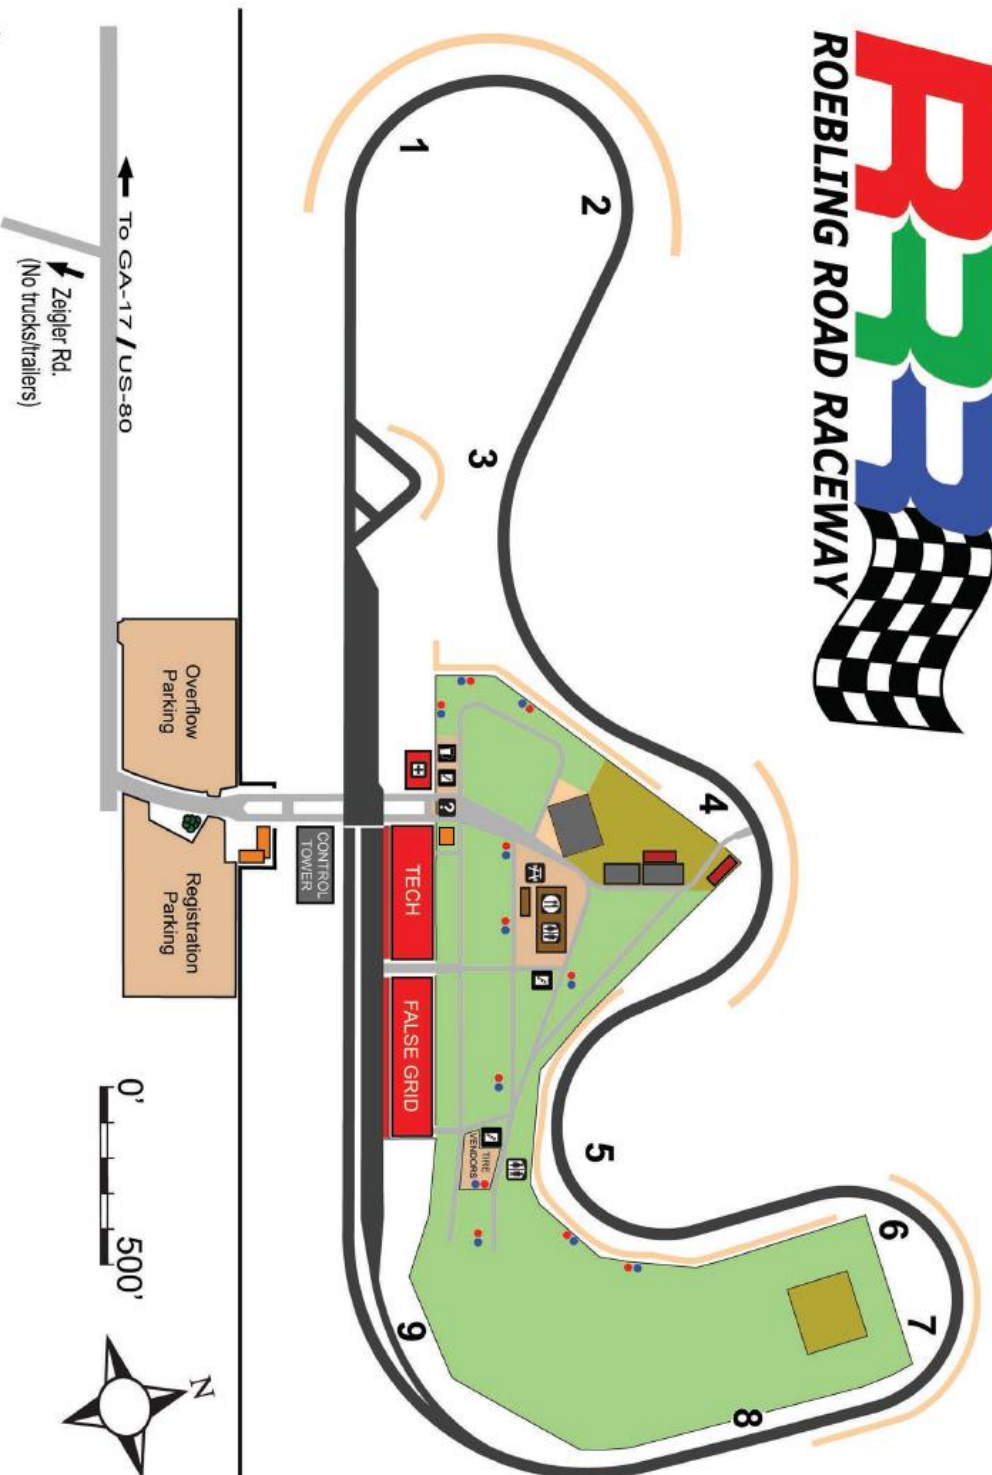 RRR
ROEBLING ROAD RACEWAY
1
2
3
4
5
6
7
8
9
To GA-17 / US-80
Zeigler Rd.
(No trucks/trailers)
Overflow
Parking
Registration
Parking
CONTROL
TOWER
TECH
FALSE GRID
?
TIRE
VENDORS
0'
500'
N